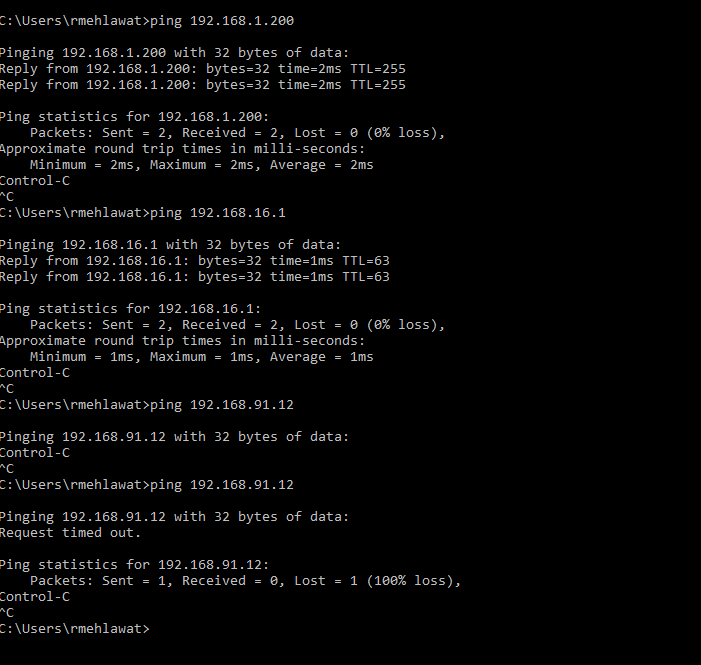 C:\Users\rmehlawat>ping 192.168.1.200
Pinging 192.168.1.200 with 32 bytes of data:
Reply from 192.168.1.200: bytes=32 time=2ms TTL=255
Reply from 192.168.1.200: bytes=32 time=2ms TTL=255
Ping statistics for 192.168.1.200:
    Packets: Sent = 2, Received = 2, Lost = 0 (0% loss),
Approximate round trip times in milli-seconds:
    Minimum = 2ms, Maximum = 2ms, Average = 2ms
Control-C
^C
C:\Users\rmehlawat>ping 192.168.16.1
Pinging 192.168.16.1 with 32 bytes of data:
Reply from 192.168.16.1: bytes=32 time=1ms TTL=63
Reply from 192.168.16.1: bytes=32 time=1ms TTL=63
Ping statistics for 192.168.16.1:
    Packets: Sent = 2, Received = 2, Lost = 0 (0% loss),
Approximate round trip times in milli-seconds:
    Minimum = 1ms, Maximum = 1ms, Average = 1ms
Control-C
^C
C:\Users\rmehlawat>ping 192.168.91.12
Pinging 192.168.91.12 with 32 bytes of data:
Control-C
^C
C:\Users\rmehlawat>ping 192.168.91.12
Pinging 192.168.91.12 with 32 bytes of data:
Request timed out.
Ping statistics for 192.168.91.12:
    Packets: Sent = 1, Received = 0, Lost = 1 (100% loss),
Control-C
^C
C:\Users\rmehlawat>